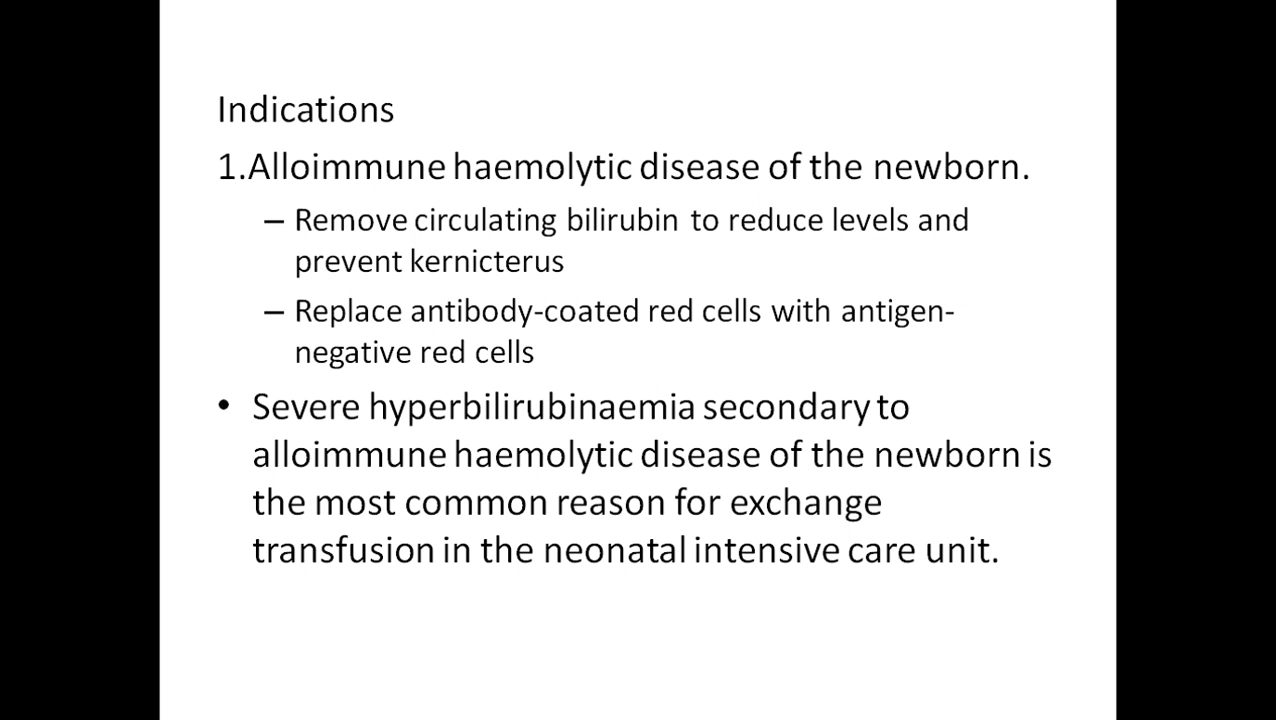 Indications
1.Alloimmune haemolytic disease of the newborn.
– Remove circulating bilirubin to reduce levels and
prevent kernicterus
– Replace antibody-coated red cells with antigen-
negative red cells
• Severe hyperbilirubinaemia secondary to
alloimmune haemolytic disease of the newborn is
the most common reason for exchange
transfusion in the neonatal intensive care unit.